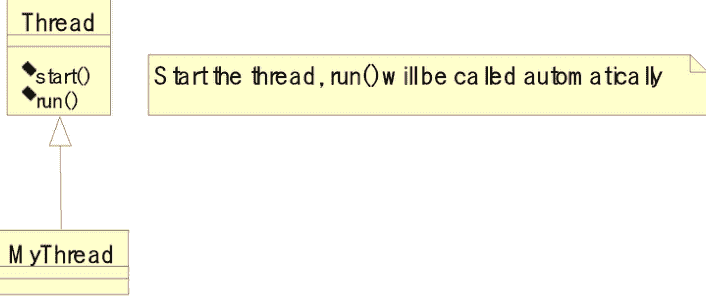 Thread
start()
run()
Start the thread, run() will be called automatically
MyThread